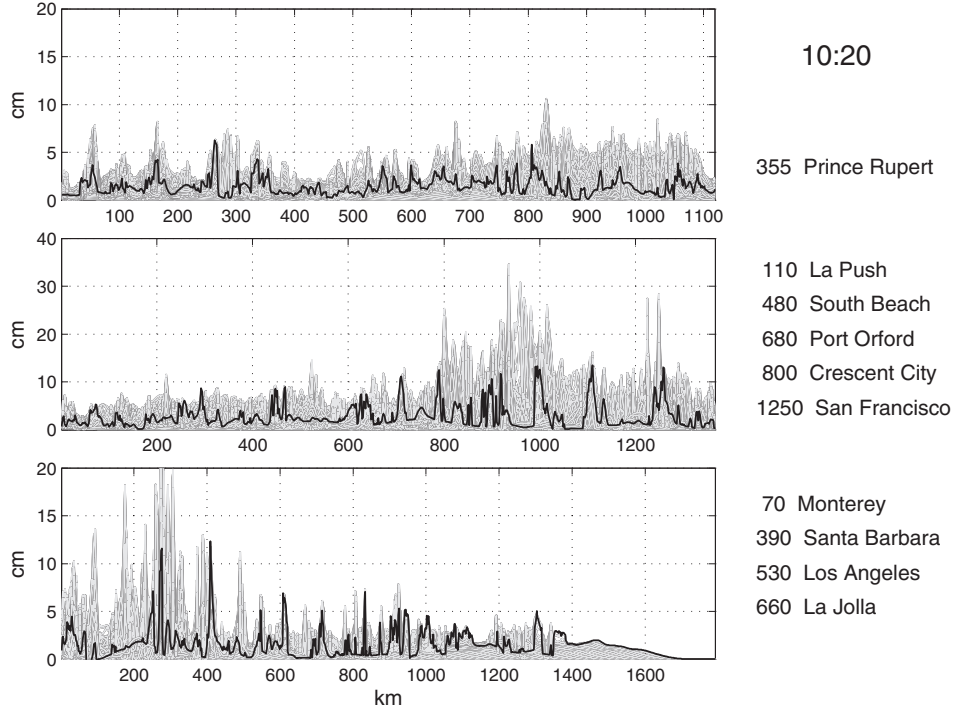 20
15
10
5
0
cm
100 200 300 400 500 600 700 800 900 1000 1100
10:20
355 Prince Rupert
40
30
20
10
0
cm
200 400 600 800 1000 1200
110 La Push
480 South Beach
680 Port Orford
800 Crescent City
1250 San Francisco
20
15
10
5
0
cm
200 400 600 800 1000 1200 1400 1600
km
70 Monterey
390 Santa Barbara
530 Los Angeles
660 La Jolla